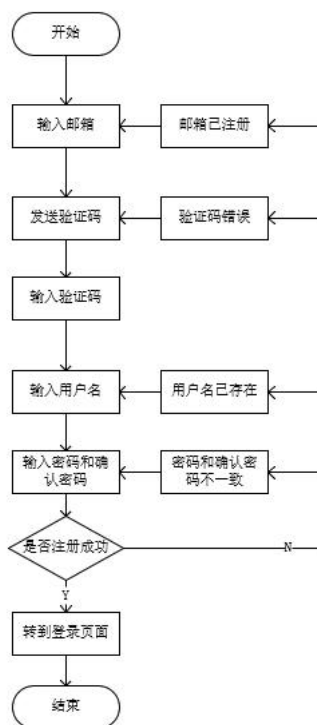 开始
输入邮箱
邮箱已注册
发送验证码
验证码错误
输入验证码
输入用户名
用户名已存在
输入密码和确
认密码
密码和确认密
码不一致
是否注册成功
N
Y
转到登录页面
结束